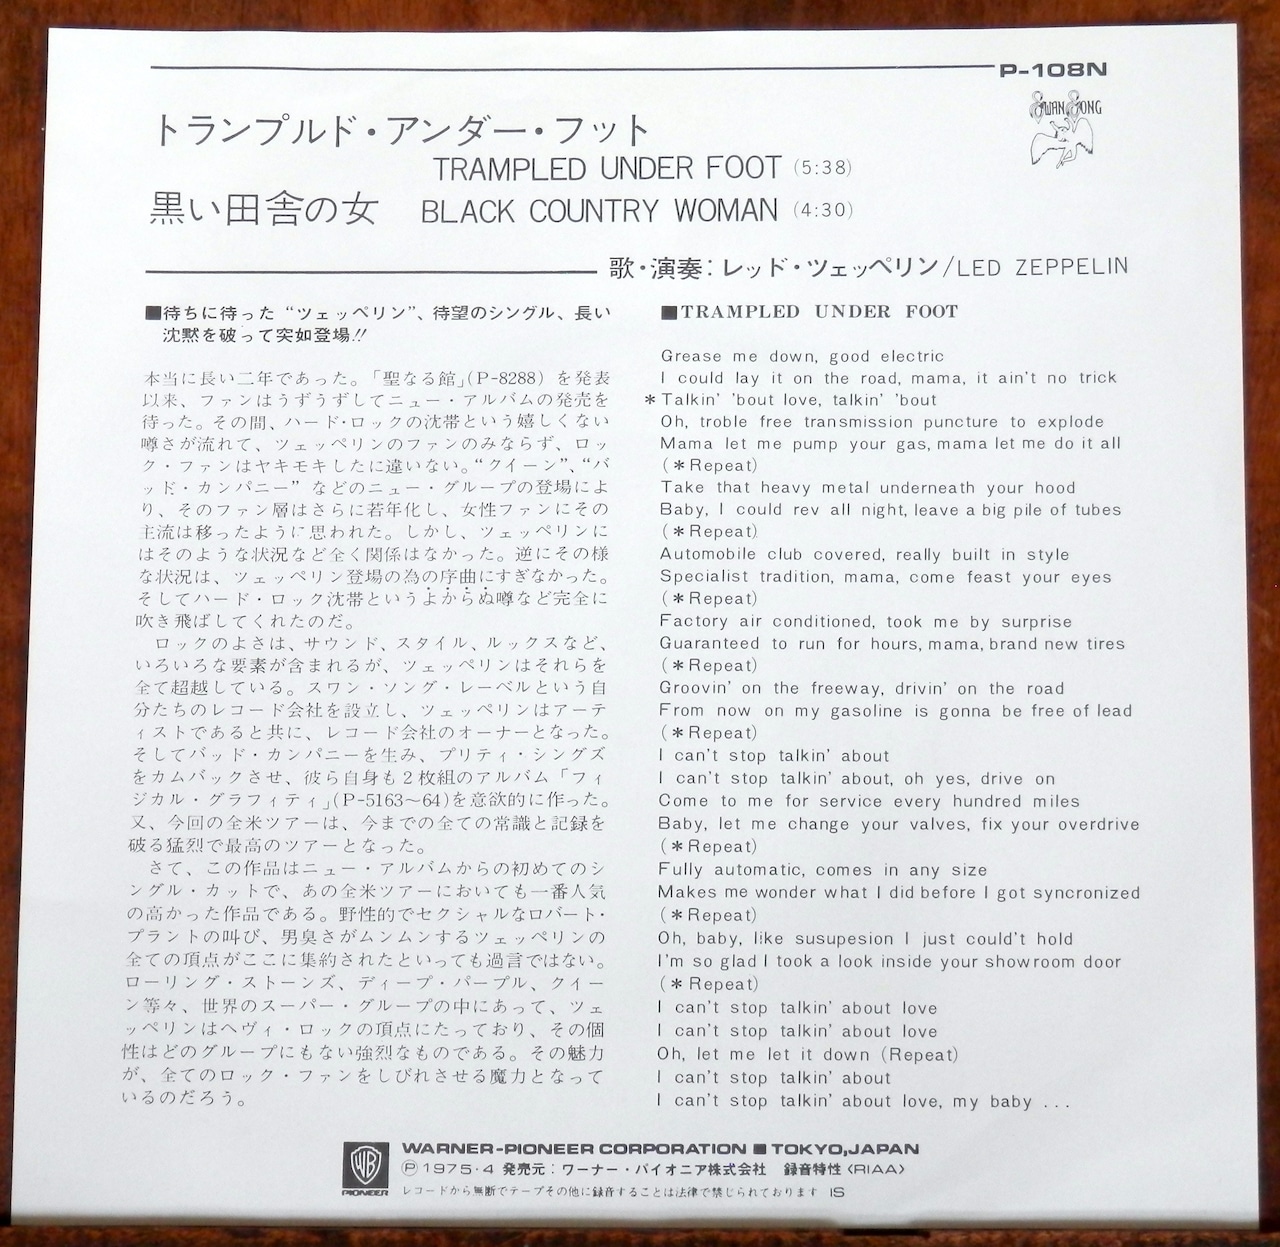 P-108N
SWAN SONG
トランプルド・アンダー・フット
TRAMPLED UNDER FOOT (5:38)
黒い田舎の女 BLACK COUNTRY WOMAN (4:30)
歌・演奏：レッド・ツェッペリン/LED ZEPPELIN
■待ちに待った“ツェッペリン”、待望のシングル、長い
沈黙を破って突如登場!!
本当に長い二年であった。「聖なる館」(P-8288) を発表
以来、ファンはうずうずしてニュー・アルバムの発売を
待った。その間、ハード・ロックの沈帯という嬉しくない
噂さが流れて、ツェッペリンのファンのみならず、ロッ
ク・ファンはヤキモキしたに違いない。“クイーン”、“バ
ッド・カンパニー” などのニュー・グループの登場によ
り、そのファン層はさらに若年化し、女性ファンにその
主流は移ったように思われた。しかし、ツェッペリンに
はそのような状況など全く関係はなかった。逆にその様
な状況は、ツェッペリン登場の為の序曲にすぎなかった。
そしてハード・ロック沈帯というよからぬ噂など完全に
吹き飛ばしてくれたのだ。
ロックのよさは、サウンド、スタイル、ルックスなど、
いろいろな要素が含まれるが、ツェッペリンはそれらを
全て超越している。スワン・ソング・レーベルという自
分たちのレコード会社を設立し、ツェッペリンはアーテ
ィストであると共に、レコード会社のオーナーとなった。
そしてバッド・カンパニーを生み、プリティ・シングズ
をカムバックさせ、彼ら自身も２枚組のアルバム「フィ
ジカル・グラフィティ」(P-5163〜64)を意欲的に作った。
又、今回の全米ツアーは、今までの全ての常識と記録を
破る猛烈で最高のツアーとなった。
さて、この作品はニュー・アルバムからの初めてのシ
ングル・カットで、あの全米ツアーにおいても一番人気
の高かった作品である。野性的でセクシャルなロバート・
プラントの叫び、男臭さがムンムンするツェッペリンの
全ての頂点がここに集約されたといっても過言ではない。
ローリング・ストーンズ、ディープ・パープル、クイー
ン等々、世界のスーパー・グループの中にあって、ツェ
ッペリンはヘヴィ・ロックの頂点にたっており、その個
性はどのグループにもない強烈なものである。その魅力
が、全てのロック・ファンをしびれさせる魔力となって
いるのだろう。
■TRAMPLED UNDER FOOT
Grease me down, good electric
I could lay it on the road, mama, it ain't no trick
＊Talkin' 'bout love, talkin' 'bout
Oh, troble free transmission puncture to explode
Mama let me pump your gas, mama let me do it all
(＊Repeat)
Take that heavy metal underneath your hood
Baby, I could rev all night, leave a big pile of tubes
(＊Repeat)
Automobile club covered, really built in style
Specialist tradition, mama, come feast your eyes
(＊Repeat)
Factory air conditioned, took me by surprise
Guaranteed to run for hours, mama, brand new tires
(＊Repeat)
Groovin' on the freeway, drivin' on the road
From now on my gasoline is gonna be free of lead
(＊Repeat)
I can't stop talkin' about
I can't stop talkin' about, oh yes, drive on
Come to me for service every hundred miles
Baby, let me change your valves, fix your overdrive
(＊Repeat)
Fully automatic, comes in any size
Makes me wonder what I did before I got syncronized
(＊Repeat)
Oh, baby, like susupesion I just could't hold
I'm so glad I took a look inside your showroom door
(＊Repeat)
I can't stop talkin' about love
I can't stop talkin' about love
Oh, let me let it down (Repeat)
I can't stop talkin' about
I can't stop talkin' about love, my baby ...
WB
PIONEER
WARNER-PIONEER CORPORATION ■ TOKYO,JAPAN
Ⓟ1975・4 発売元：ワーナー・パイオニア株式会社 録音特性〈RIAA〉
レコードから無断でテープその他に録音することは法律で禁じられております IS